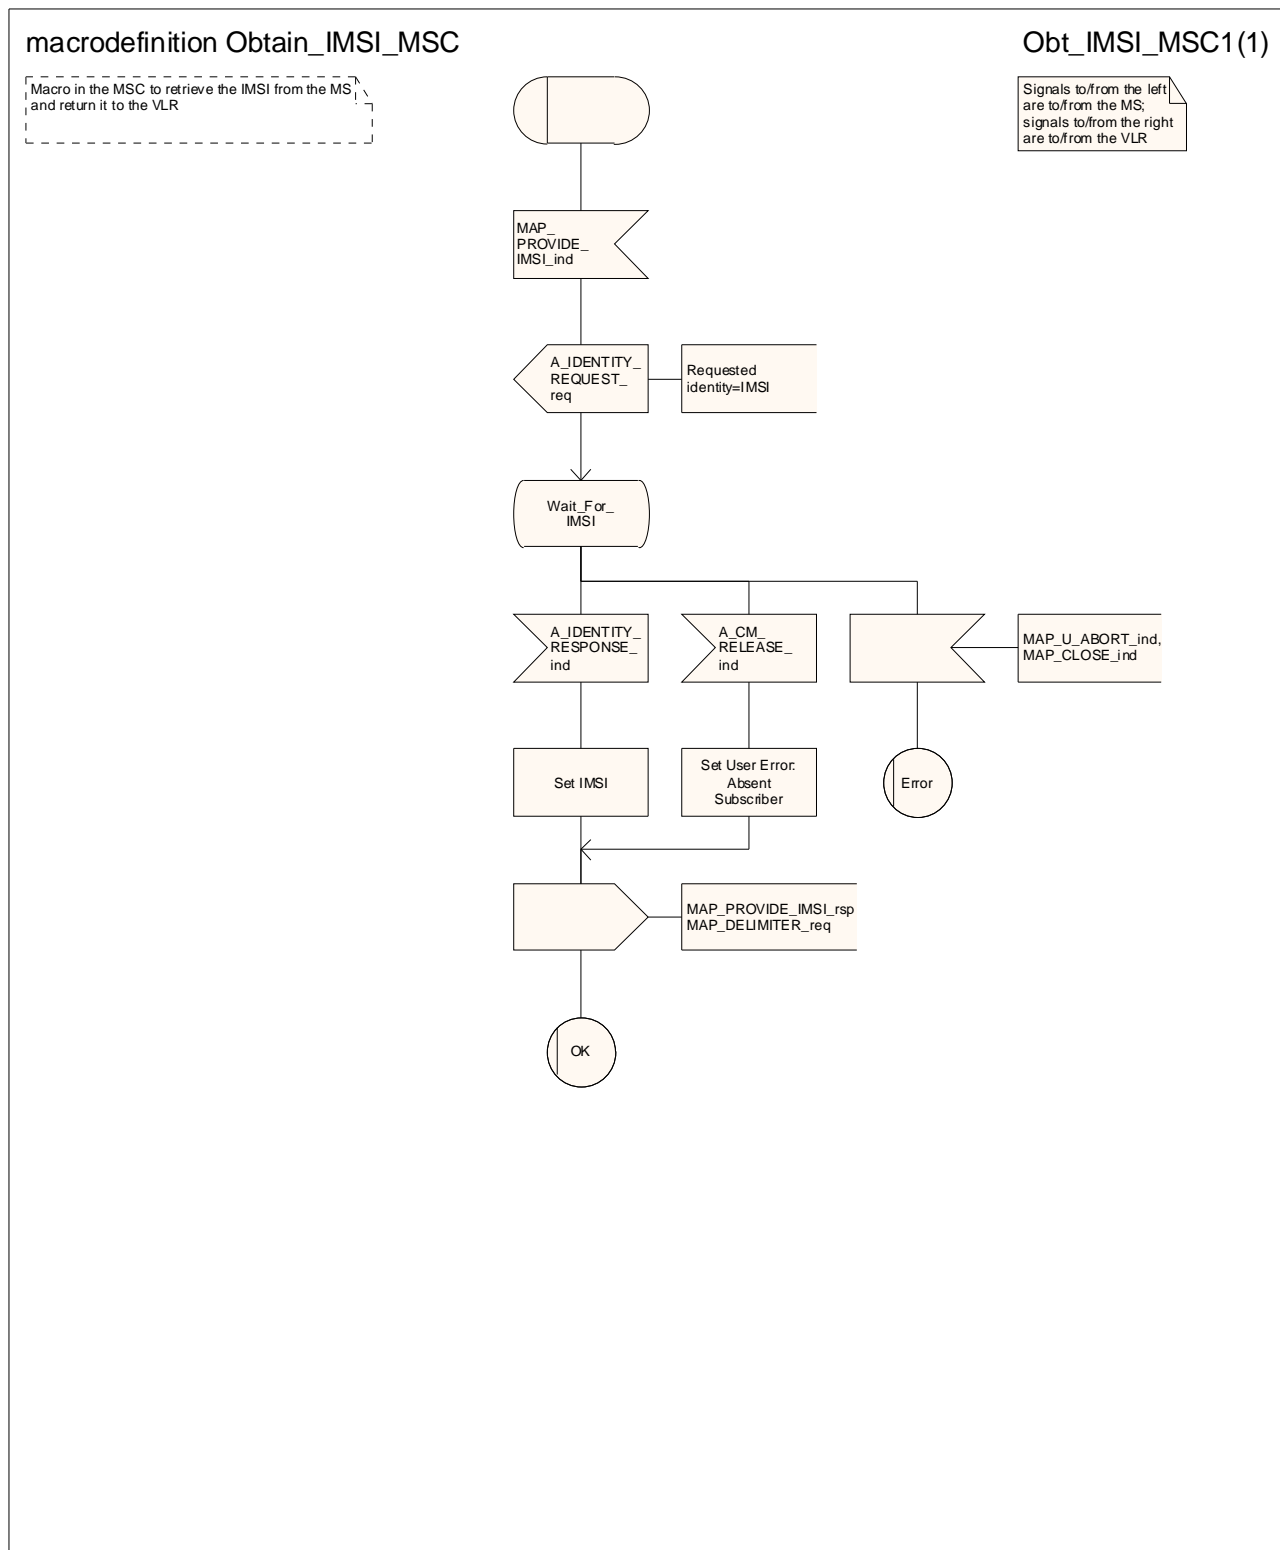 macrodefinition Obtain_IMSI_MSC
Obt_IMSI_MSC1(1)
Macro in the MSC to retrieve the IMSI from the MS
and return it to the VLR
Signals to/from the left
are to/from the MS;
signals to/from the right
are to/from the VLR
MAP_
PROVIDE_
IMSI_ind
A_IDENTITY_
REQUEST_
req
Requested
identity=IMSI
Wait_For_
IMSI
A_IDENTITY_
RESPONSE_
ind
A_CM_
RELEASE_
ind
MAP_U_ABORT_ind,
MAP_CLOSE_ind
Set IMSI
Set User Error:
Absent
Subscriber
Error
MAP_PROVIDE_IMSI_rsp
MAP_DELIMITER_req
OK